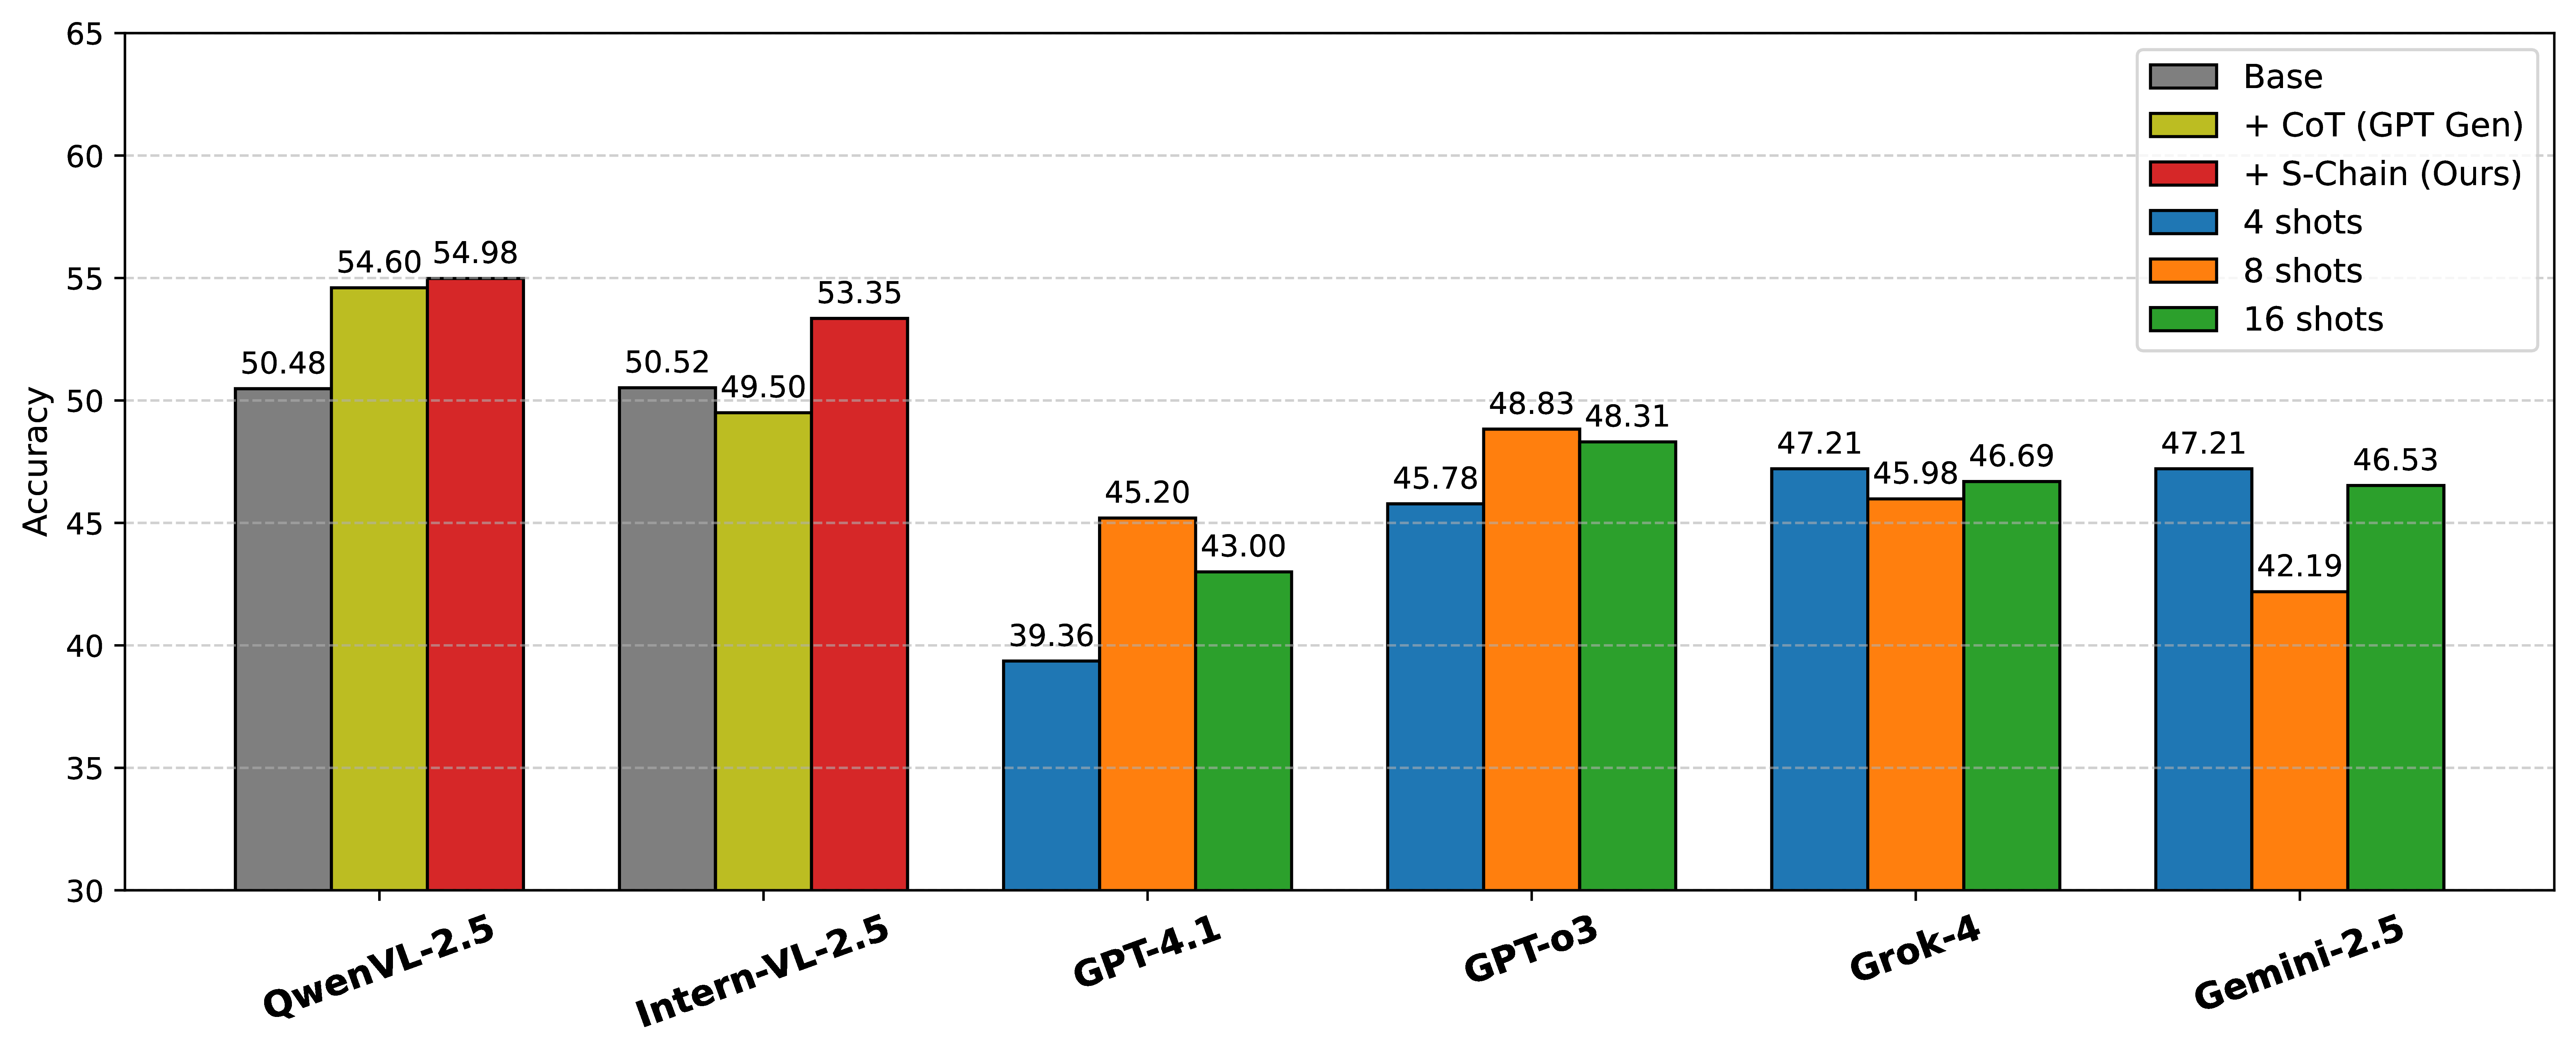 65
60
55
50
45
40
35
30
Accuracy
Base
+ CoT (GPT Gen)
+ S-Chain (Ours)
4 shots
8 shots
16 shots
50.48
54.60
54.98
50.52
49.50
53.35
39.36
45.20
43.00
45.78
48.83
48.31
47.21
45.98
46.69
47.21
42.19
46.53
QwenVL-2.5
Intern-VL-2.5
GPT-4.1
GPT-o3
Grok-4
Gemini-2.5